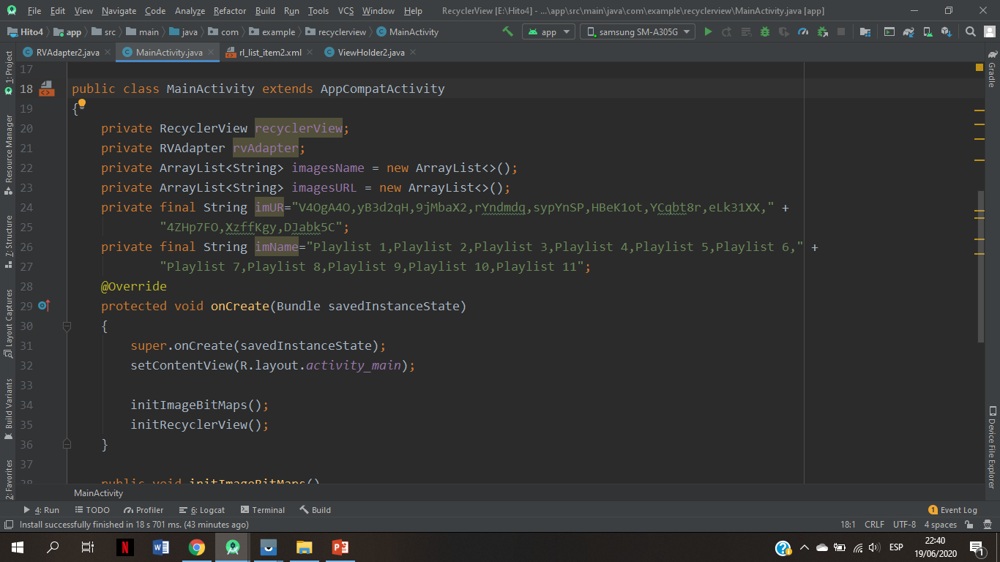 File Edit View Navigate Code Analyze Refactor Build Run Tools VCS Window Help RecyclerView [E:\Hito4] - ...\app\src\main\java\com\example\recyclerview\MainActivity.java [app]
Hito4 app src main java com example recyclerview MainActivity app samsung SM-A305G
RVAdapter2.java MainActivity.java rl_list_item2.xml ViewHolder2.java
1: Project
Resource Manager
Z: Structure
Layout Captures
Build Variants
2: Favorites
17
18 public class MainActivity extends AppCompatActivity
19 {
20 private RecyclerView recyclerView;
21 private RVAdapter rvAdapter;
22 private ArrayList<String> imagesName = new ArrayList<>();
23 private ArrayList<String> imagesURL = new ArrayList<>();
24 private final String imUR="V4OgA4O,yB3d2qH,9jMbaX2,rYndmdq,sypYnSP,HBeK1ot,YCqbt8r,eLk31XX," +
25 "4ZHp7FO,XzffKgy,DJabk5C";
26 private final String imName="Playlist 1,Playlist 2,Playlist 3,Playlist 4,Playlist 5,Playlist 6," +
27 "Playlist 7,Playlist 8,Playlist 9,Playlist 10,Playlist 11";
28 @Override
29 protected void onCreate(Bundle savedInstanceState)
30 {
31 super.onCreate(savedInstanceState);
32 setContentView(R.layout.activity_main);
33
34 initImageBitMaps();
35 initRecyclerView();
36 }
37
38 public void initImageBitMaps()
Gradle
Device File Explorer
MainActivity
4: Run TODO Profiler 6: Logcat Terminal Build 1 Event Log
Install successfully finished in 18 s 701 ms. (43 minutes ago) 18:1 CRLF UTF-8 4 spaces
ESP 22:40
19/06/2020 1